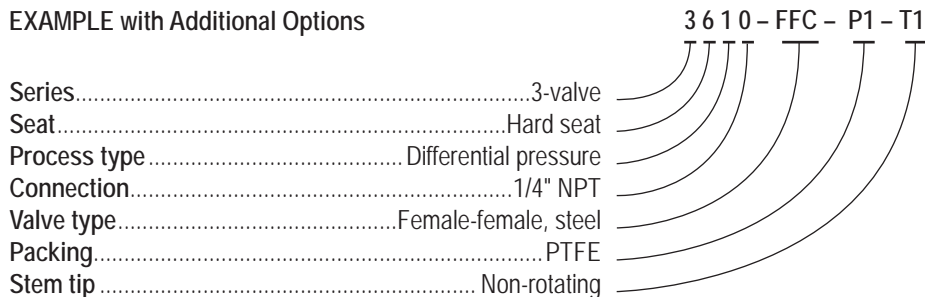 EXAMPLE with Additional Options 3 6 1 0 – FFC – P1 – T1
Series................................................................................3-valve
Seat...............................................................................Hard seat
Process type............................................. Differential pressure
Connection...................................................................1/4" NPT
Valve type............................................Female-female, steel
Packing...............................................................................PTFE
Stem tip.................................................................. Non-rotating